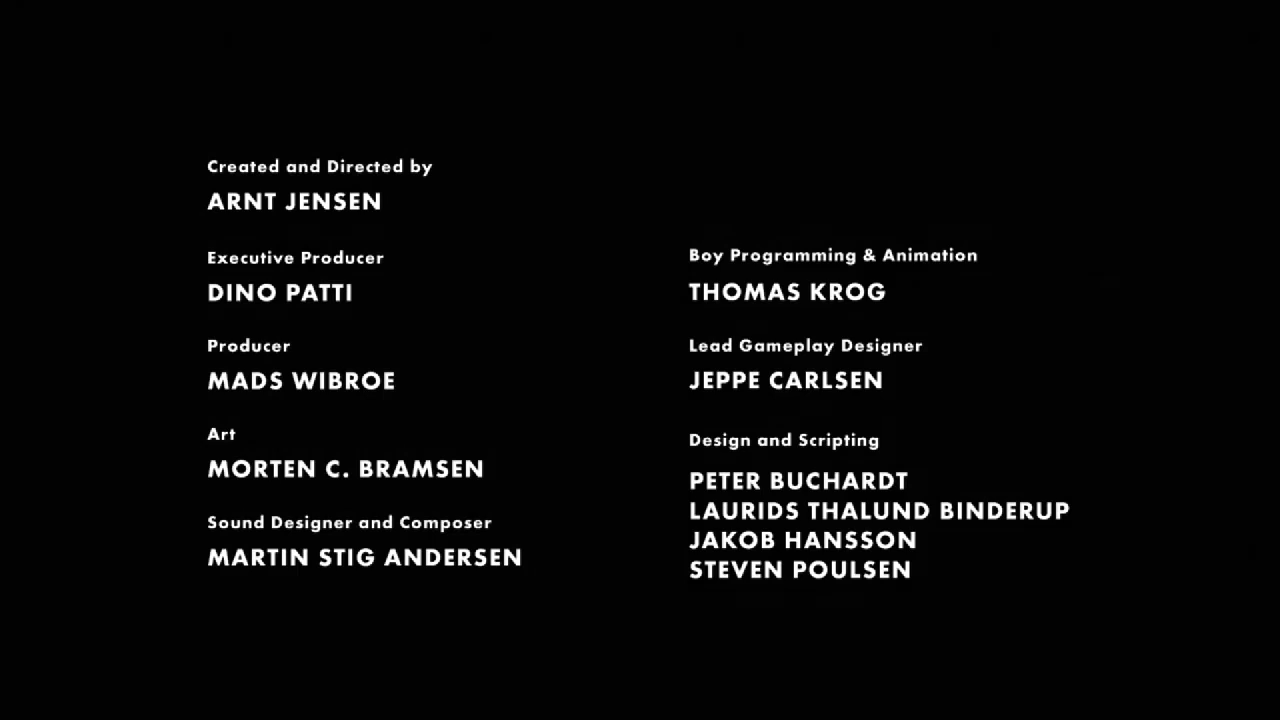 Created and Directed by
ARNT JENSEN
Executive Producer
DINO PATTI
Producer
MADS WIBROE
Art
MORTEN C. BRAMSEN
Sound Designer and Composer
MARTIN STIG ANDERSEN
Boy Programming & Animation
THOMAS KROG
Lead Gameplay Designer
JEPPE CARLSEN
Design and Scripting
PETER BUCHARDT
LAURIDS THALUND BINDERUP
JAKOB HANSSON
STEVEN POULSEN